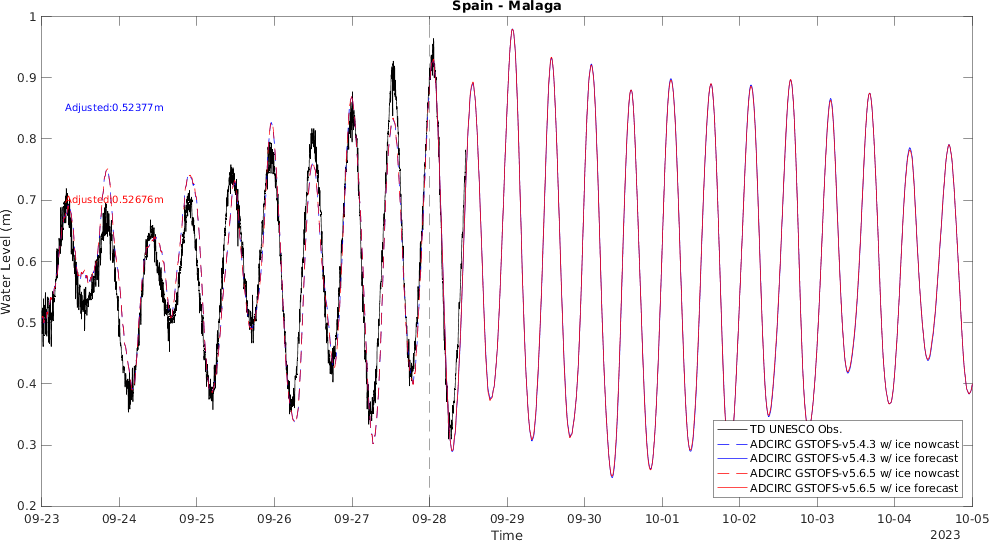 Spain - Malaga
1
0.9
0.8
0.7
0.6
0.5
0.4
0.3
0.2
Water Level (m)
Adjusted:0.52377m
Adjusted:0.52676m
TD UNESCO Obs.
ADCIRC GSTOFS-v5.4.3 w/ ice nowcast
ADCIRC GSTOFS-v5.4.3 w/ ice forecast
ADCIRC GSTOFS-v5.6.5 w/ ice nowcast
ADCIRC GSTOFS-v5.6.5 w/ ice forecast
09-23 09-24 09-25 09-26 09-27 09-28 09-29 09-30 10-01 10-02 10-03 10-04 10-05
Time
2023